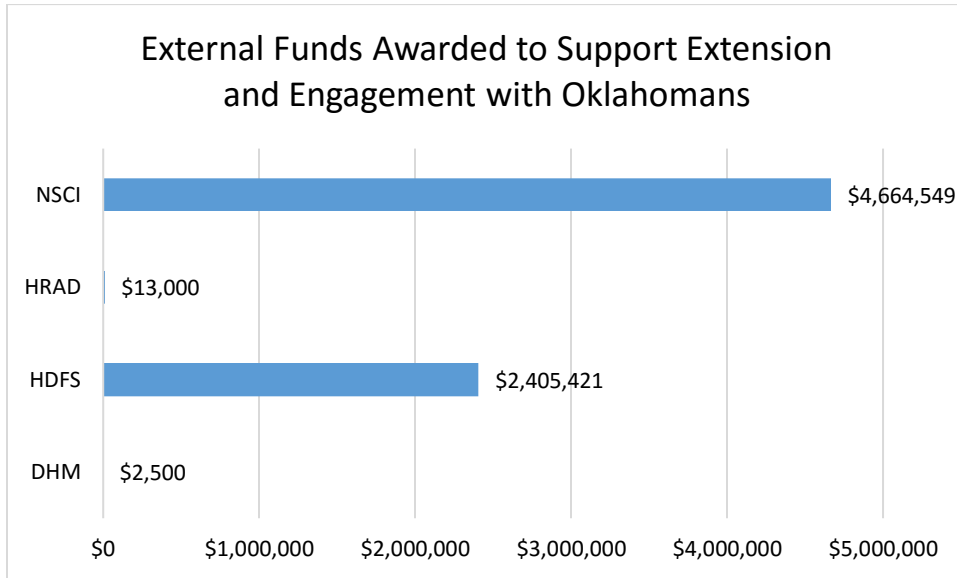 External Funds Awarded to Support Extension
and Engagement with Oklahomans
NSCI
$4,664,549
HRAD
$13,000
HDFS
$2,405,421
DHM
$2,500
$0 $1,000,000 $2,000,000 $3,000,000 $4,000,000 $5,000,000